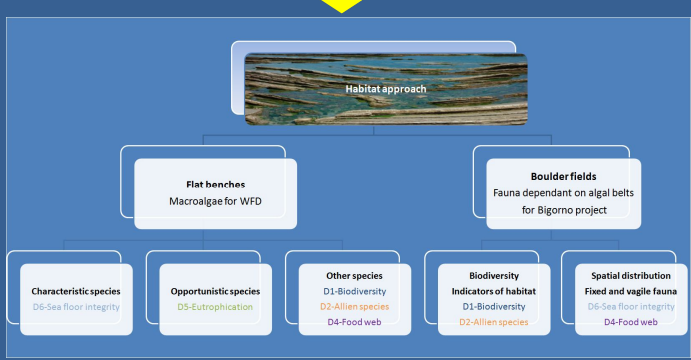 Habitat approach
Flat benches
Macroalgae for WFD
Boulder fields
Fauna dependant on algal belts
for Bigorno project
Characteristic species
D6-Sea floor integrity
Opportunistic species
D5-Eutrophication
Other species
D1-Biodiversity
D2-Allien species
D4-Food web
Biodiversity
Indicators of habitat
D1-Biodiversity
D2-Allien species
Spatial distribution
Fixed and vagile fauna
D6-Sea floor integrity
D4-Food web